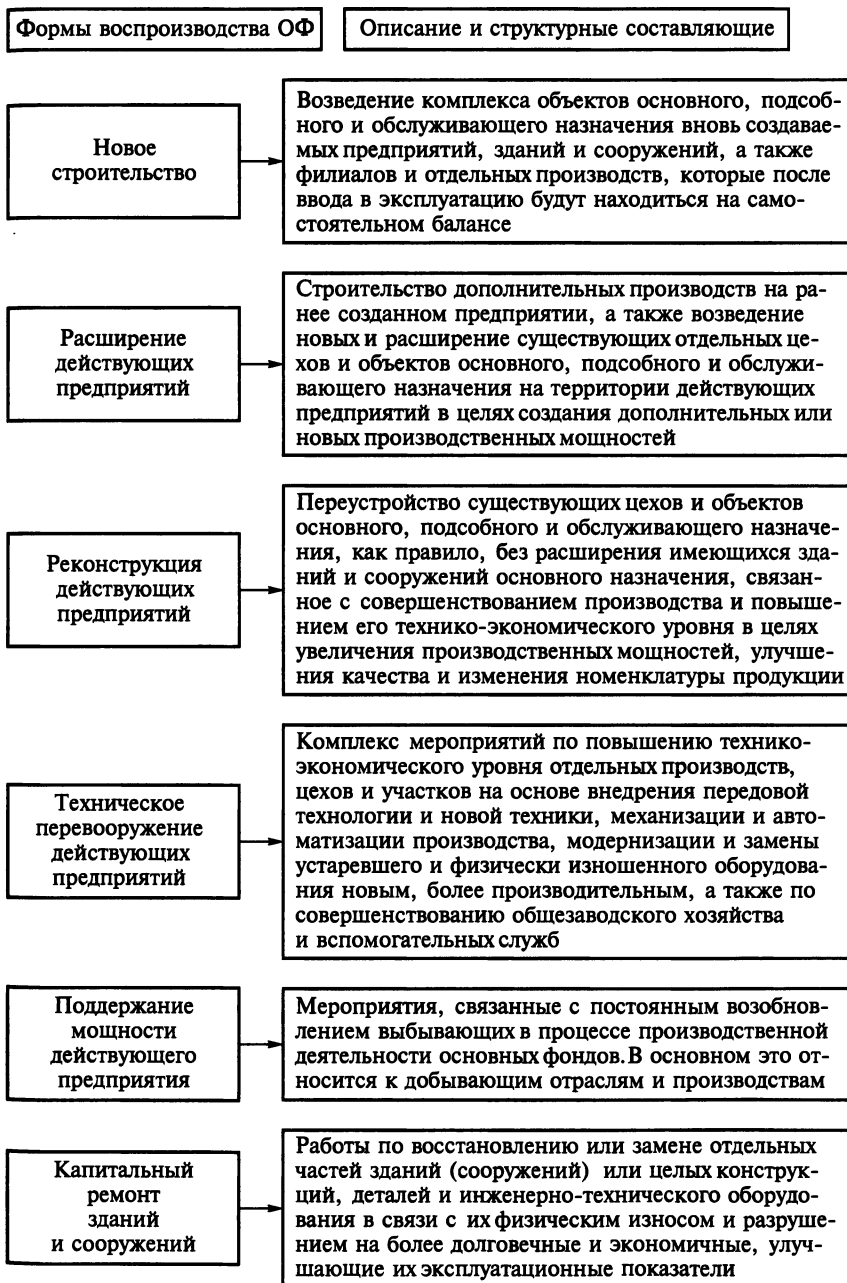 Формы воспроизводства ОФ
Описание и структурные составляющие
Новое
строительство
Возведение комплекса объектов основного, подсоб-
ного и обслуживающего назначения вновь создавае-
мых предприятий, зданий и сооружений, а также
филиалов и отдельных производств, которые после
ввода в эксплуатацию будут находиться на само-
стоятельном балансе
Расширение
действующих
предприятий
Строительство дополнительных производств на ра-
нее созданном предприятии, а также возведение
новых и расширение существующих отдельных це-
хов и объектов основного, подсобного и обслужи-
вающего назначения на территории действующих
предприятий в целях создания дополнительных или
новых производственных мощностей
Реконструкция
действующих
предприятий
Переустройство существующих цехов и объектов
основного, подсобного и обслуживающего назначе-
ния, как правило, без расширения имеющихся зда-
ний и сооружений основного назначения, связан-
ное с совершенствованием производства и повыше-
нием его технико-экономического уровня в целях
увеличения производственных мощностей, улучше-
ния качества и изменения номенклатуры продукции
Техническое
перевооружение
действующих
предприятий
Комплекс мероприятий по повышению технико-
экономического уровня отдельных производств,
цехов и участков на основе внедрения передовой
технологии и новой техники, механизации и авто-
матизации производства, модернизации и замены
устаревшего и физически изношенного оборудова-
ния новым, более производительным, а также по
совершенствованию общезаводского хозяйства
и вспомогательных служб
Поддержание
мощности
действующего
предприятия
Мероприятия, связанные с постоянным возобнов-
лением выбывающих в процессе производственной
деятельности основных фондов. В основном это от-
носится к добывающим отраслям и производствам
Капитальный
ремонт
зданий
и сооружений
Работы по восстановлению или замене отдельных
частей зданий (сооружений) или целых конструк-
ций, деталей и инженерно-технического оборудо-
вания в связи с их физическим износом и разруше-
нием на более долговечные и экономичные, улуч-
шающие их эксплуатационные показатели